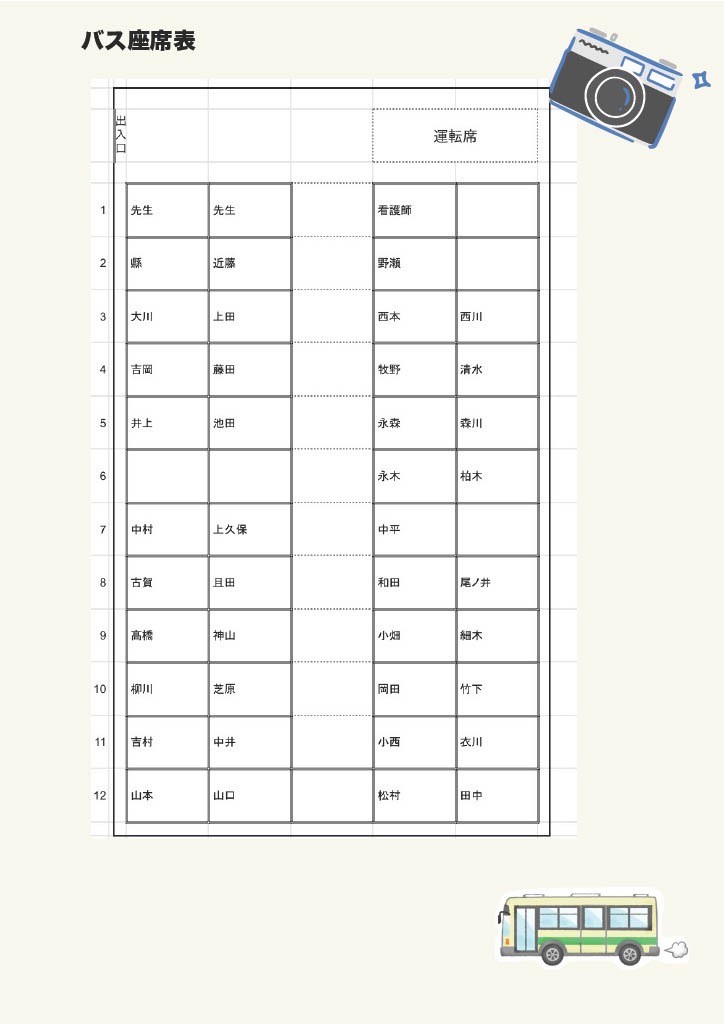 バス座席表
出入口
運転席
1 先生 先生 看護師
2 縣 近藤 野瀬
3 大川 上田 西本 西川
4 吉岡 藤田 牧野 清水
5 井上 池田 永森 森川
6 永木 柏木
7 中村 上久保 中平
8 古賀 且田 和田 尾ノ井
9 高橋 神山 小畑 細木
10 柳川 芝原 岡田 竹下
11 吉村 中井 小西 衣川
12 山本 山口 松村 田中